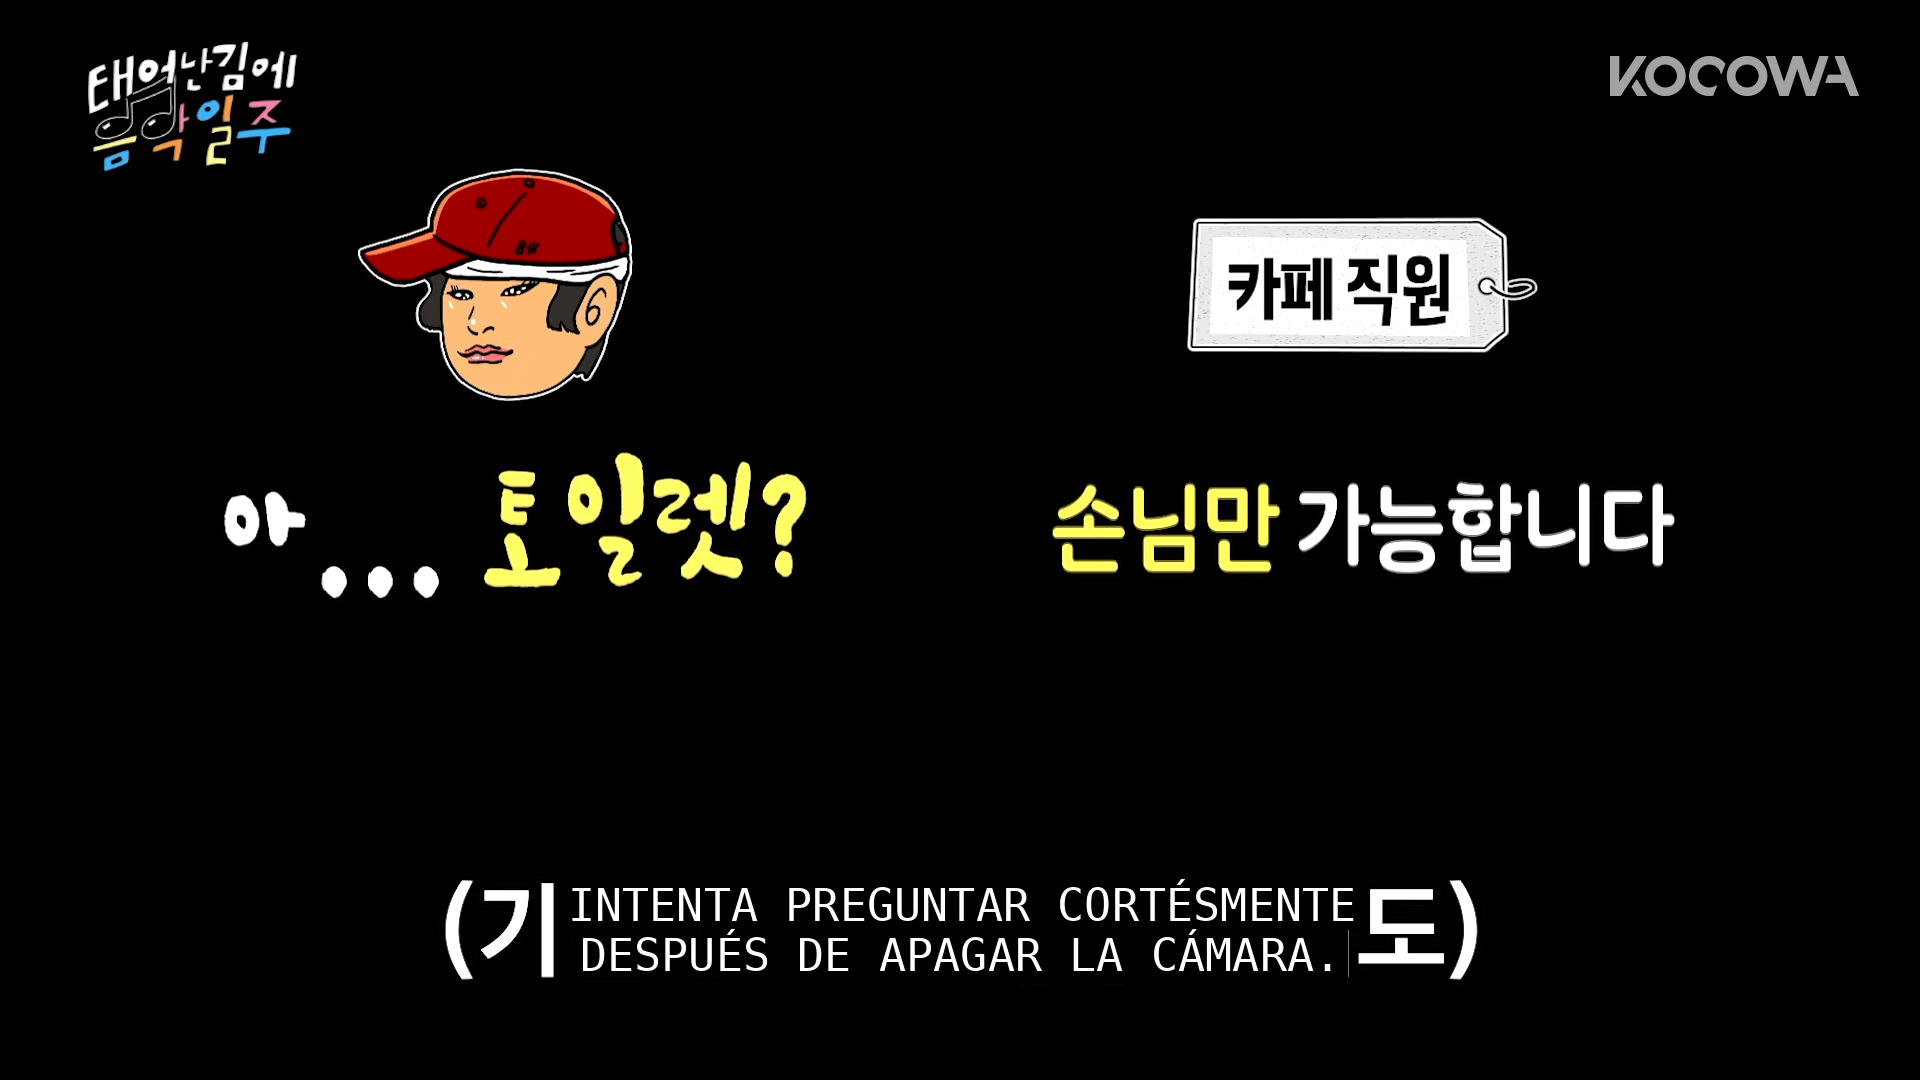 태어난김에
음악일주
KOCOWA
84
카페 직원
아... 토일렛?
손님만 가능합니다
(기
도)
INTENTA PREGUNTAR CORTÉSMENTE
DESPUÉS DE APAGAR LA CÁMARA.